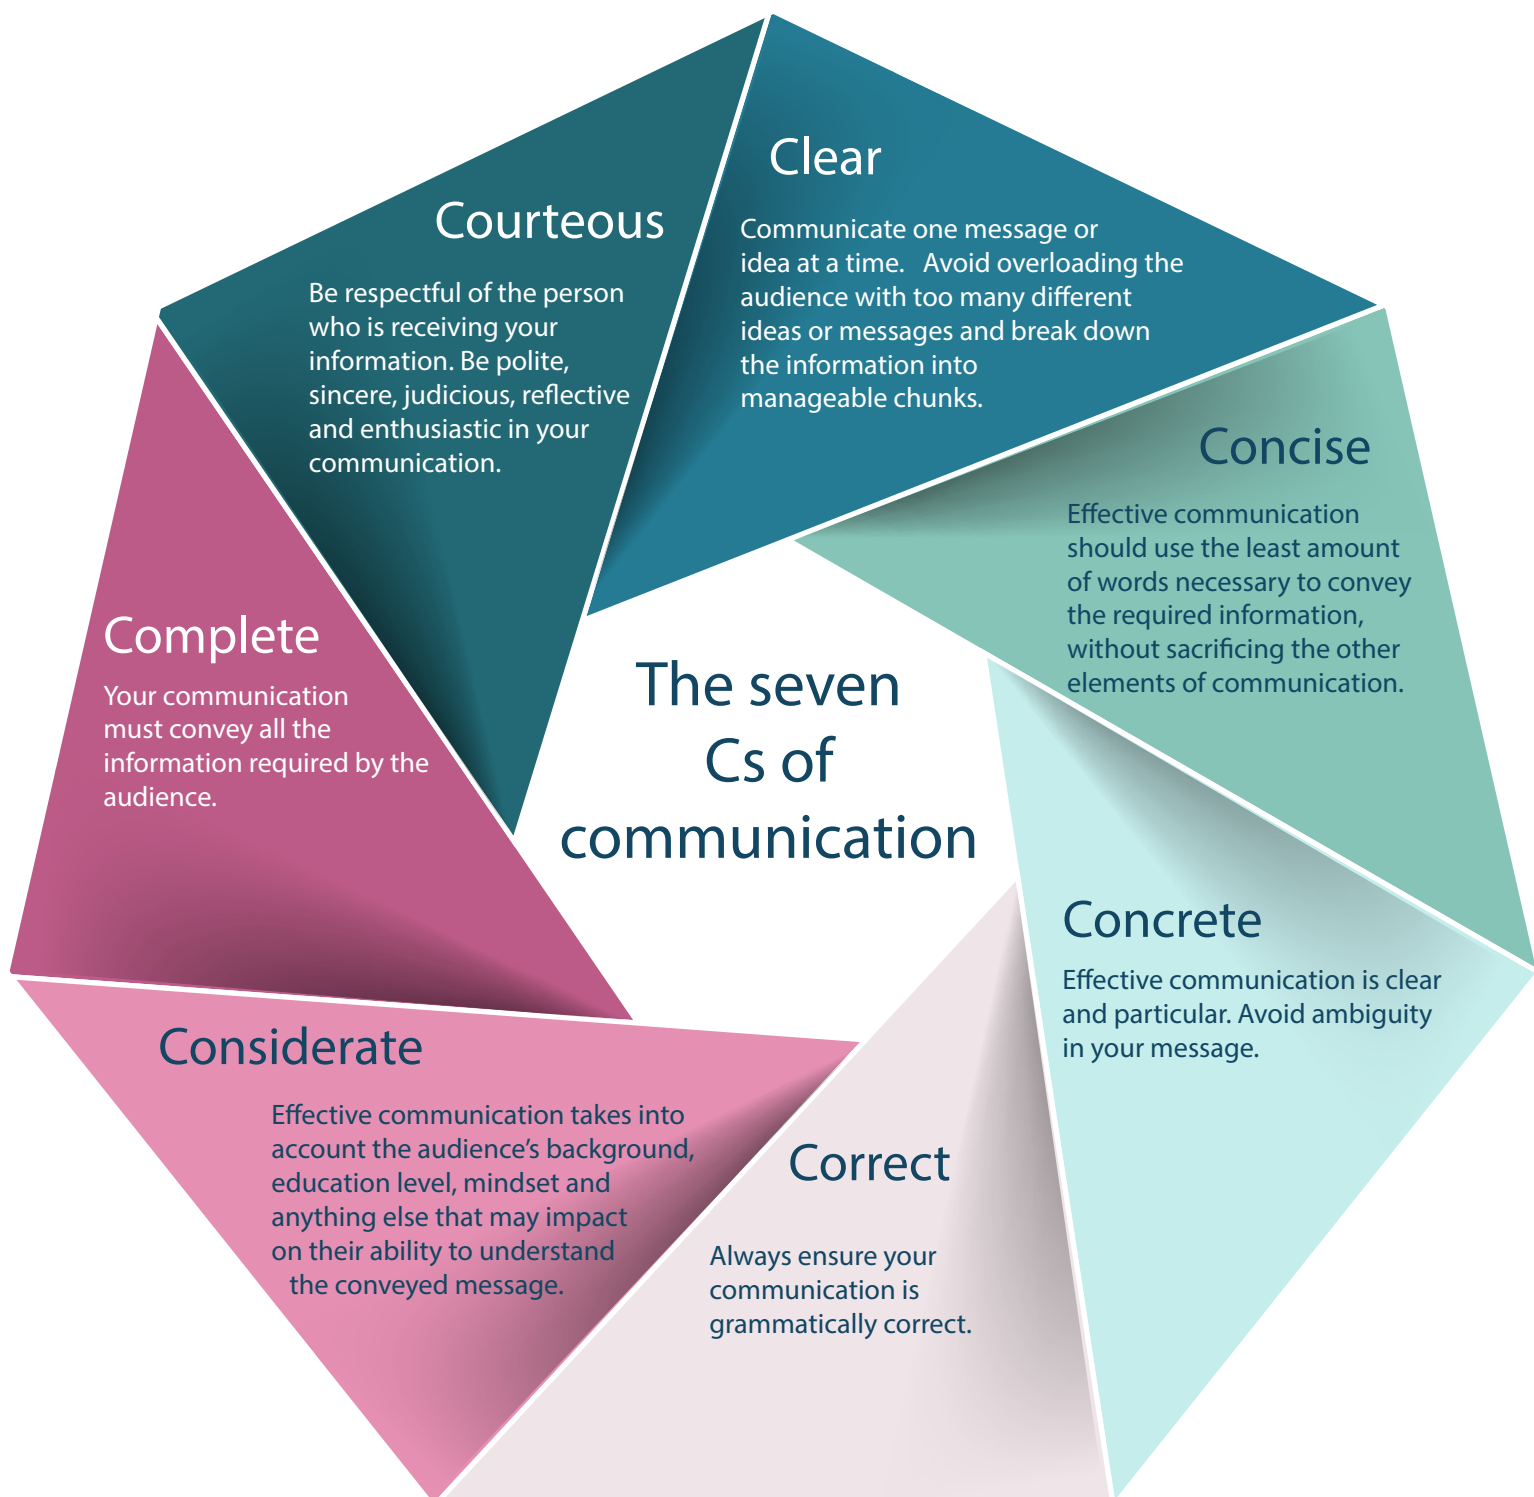 The seven
Cs of
communication
Clear
Communicate one message or
idea at a time.   Avoid overloading the
audience with too many different
ideas or messages and break down
the information into
manageable chunks.
Concise
Effective communication
should use the least amount
of words necessary to convey
the required information,
without sacrificing the other
elements of communication.
Concrete
Effective communication is clear
and particular. Avoid ambiguity
in your message.
Correct
Always ensure your
communication is
grammatically correct.
Considerate
Effective communication takes into
account the audience’s background,
education level, mindset and
anything else that may impact
on their ability to understand
the conveyed message.
Complete
Your communication
must convey all the
information required by the
audience.
Courteous
Be respectful of the person
who is receiving your
information. Be polite,
sincere, judicious, reflective
and enthusiastic in your
communication.